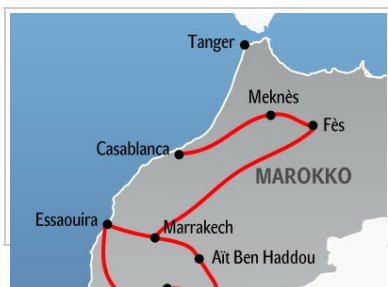 Tanger
Meknès
Fès
Casablanca
MAROKKO
Essaouira
Marrakech
Aït Ben Haddou